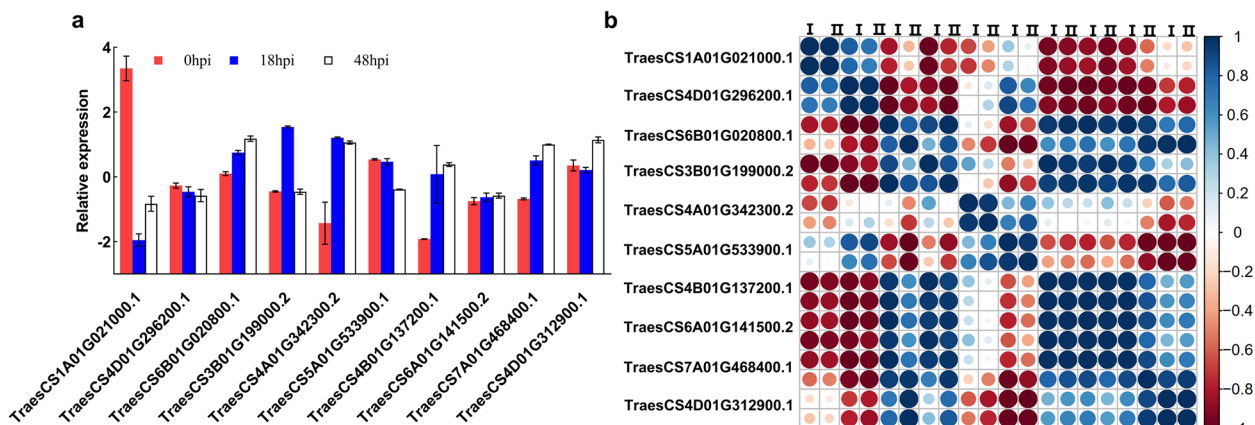 a
b
4
2
0
-2
Relative expression
0hpi 18hpi 48hpi
TraesCS1A01G021000.1
TraesCS4D01G296200.1
TraesCS6B01G020800.1
TraesCS3B01G199000.2
TraesCS4A01G342300.2
TraesCS5A01G533900.1
TraesCS4B01G137200.1
TraesCS6A01G141500.2
TraesCS7A01G468400.1
TraesCS4D01G312900.1
I II I II I II I II I II I II I II I II I II I II
TraesCS1A01G021000.1
TraesCS4D01G296200.1
TraesCS6B01G020800.1
TraesCS3B01G199000.2
TraesCS4A01G342300.2
TraesCS5A01G533900.1
TraesCS4B01G137200.1
TraesCS6A01G141500.2
TraesCS7A01G468400.1
TraesCS4D01G312900.1
1
0.8
0.6
0.4
0.2
0
-0.2
-0.4
-0.6
-0.8